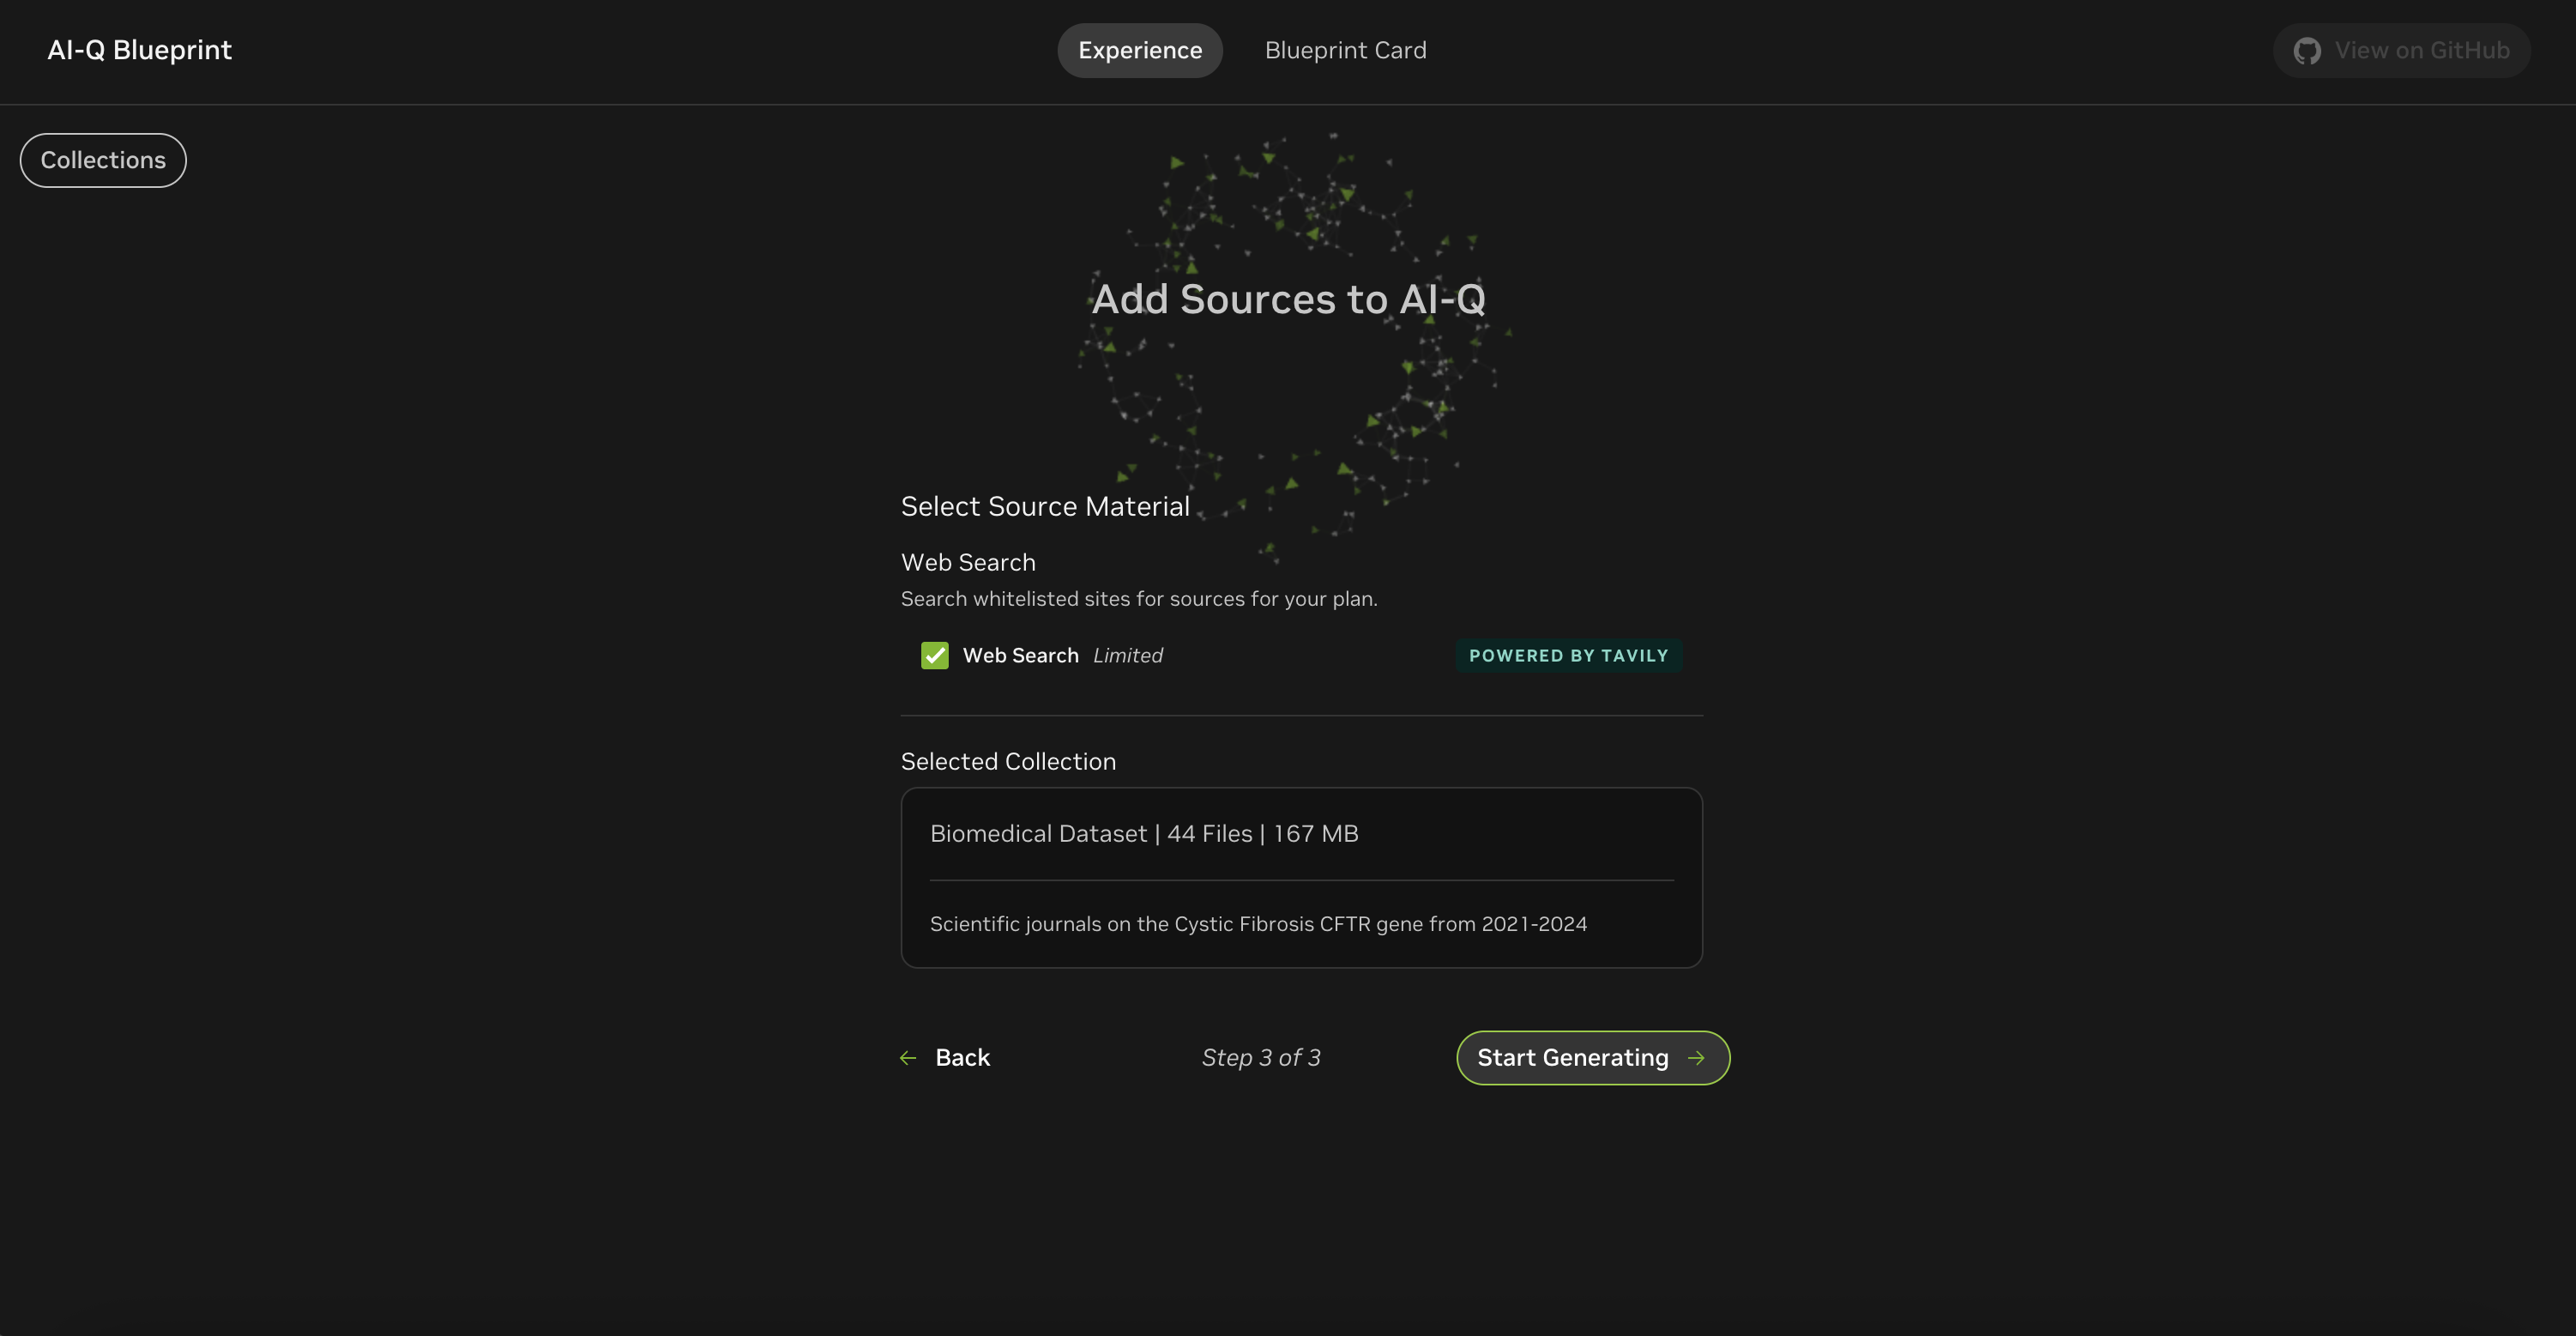 AI-Q Blueprint
Experience
Blueprint Card
View on GitHub
Collections
Add Sources to AI-Q
Select Source Material
Web Search
Search whitelisted sites for sources for your plan.
Web Search Limited
POWERED BY TAVILY
Selected Collection
Biomedical Dataset | 44 Files | 167 MB
Scientific journals on the Cystic Fibrosis CFTR gene from 2021-2024
Back
Step 3 of 3
Start Generating